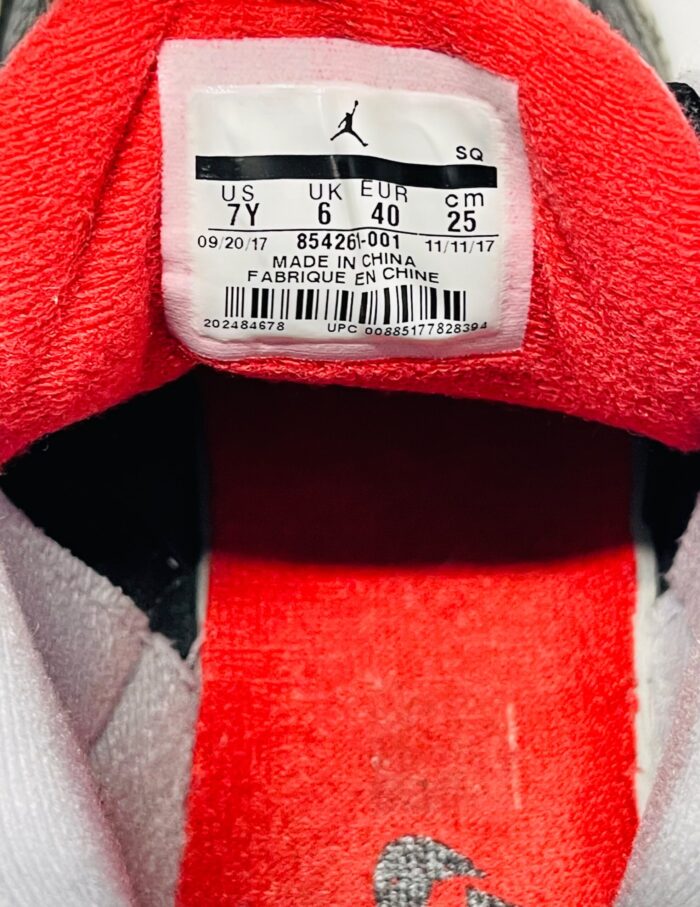 SQ
US UK EUR cm
7Y 6 40 25
09/20/17 854261-001 11/11/17
MADE IN CHINA
FABRIQUE EN CHINE
202484678 UPC 00885177828394